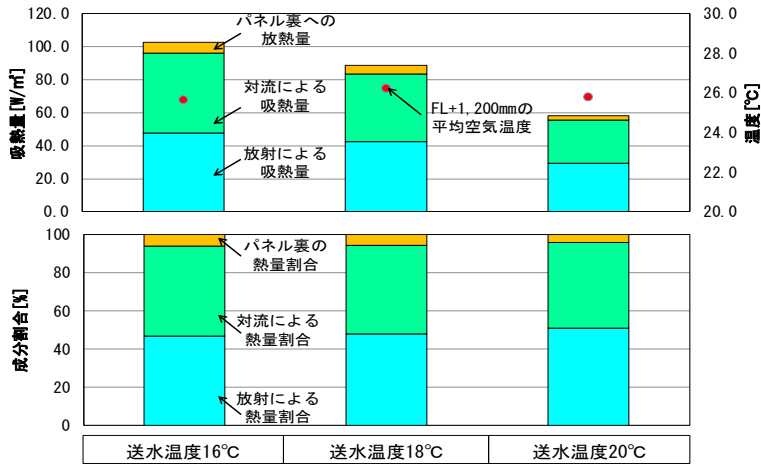 吸熱量[W/㎡]
120.0
100.0
80.0
60.0
40.0
20.0
0.0
パネル裏への
放熱量
対流による
吸熱量
放射による
吸熱量
FL+1,200mmの
平均空気温度
30.0
28.0
26.0
24.0
22.0
20.0
温度[℃]
成分割合[%]
100
80
60
40
20
0
パネル裏の
熱量割合
対流による
熱量割合
放射による
熱量割合
送水温度16℃
送水温度18℃
送水温度20℃